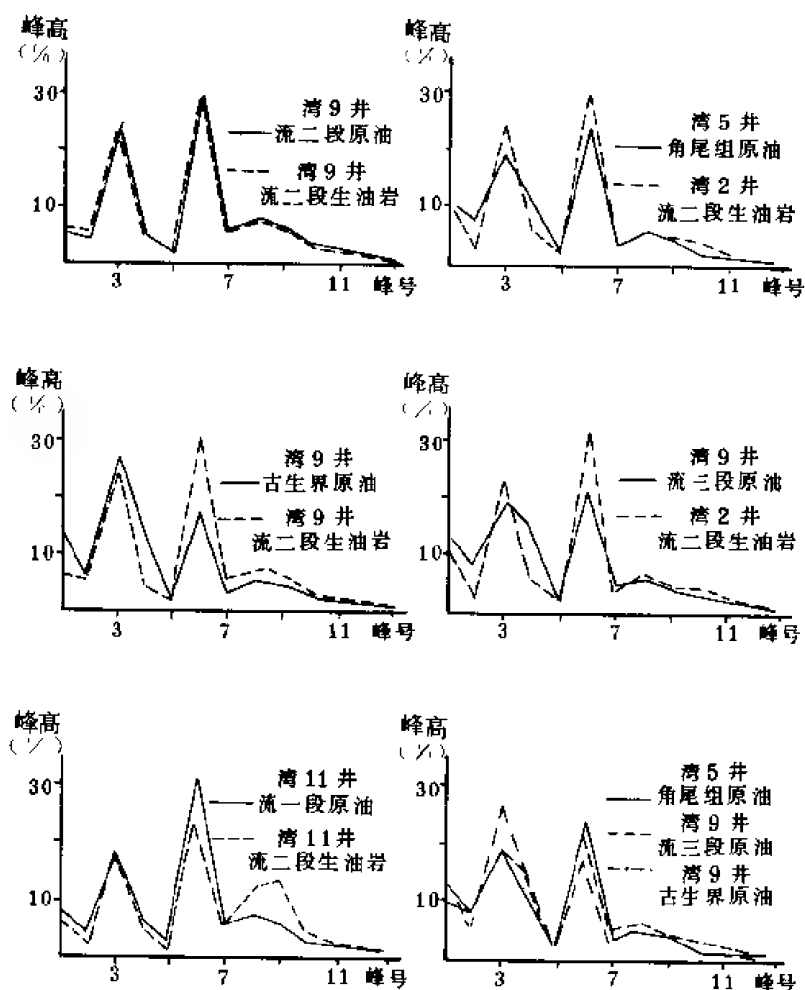 峰高
(%)
30
10
湾9井
流二段原油
湾9井
流二段生油岩
3
7
11
峰号
峰高
(%)
30
10
湾5井
角尾组原油
湾2井
流二段生油岩
3
7
11
峰号
峰高
(%)
30
10
湾9井
古生界原油
湾9井
流二段生油岩
3
7
11
峰号
峰高
(%)
30
10
湾9井
流三段原油
湾2井
流二段生油岩
3
7
11
峰号
峰高
(%)
30
10
湾11井
流一段原油
湾11井
流二段生油岩
3
7
11
峰号
峰高
(%)
30
10
湾5井
角尾组原油
湾9井
流三段原油
湾9井
古生界原油
3
7
11
峰号